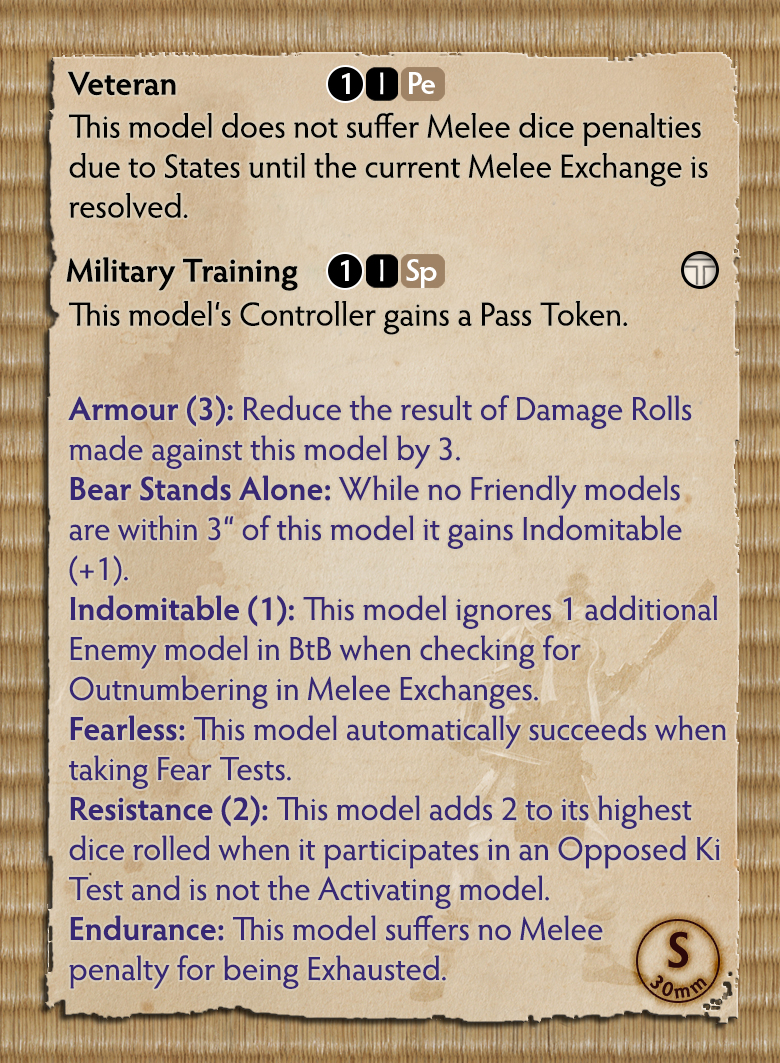 Veteran 1 I Pe
This model does not suffer Melee dice penalties
due to States until the current Melee Exchange is
resolved.
Military Training 1 I Sp T
This model‘s Controller gains a Pass Token.
Armour (3): Reduce the result of Damage Rolls
made against this model by 3.
Bear Stands Alone: While no Friendly models
are within 3“ of this model it gains Indomitable
(+1).
Indomitable (1): This model ignores 1 additional
Enemy model in BtB when checking for
Outnumbering in Melee Exchanges.
Fearless: This model automatically succeeds when
taking Fear Tests.
Resistance (2): This model adds 2 to its highest
dice rolled when it participates in an Opposed Ki
Test and is not the Activating model.
Endurance: This model suffers no Melee
penalty for being Exhausted.
S
30mm